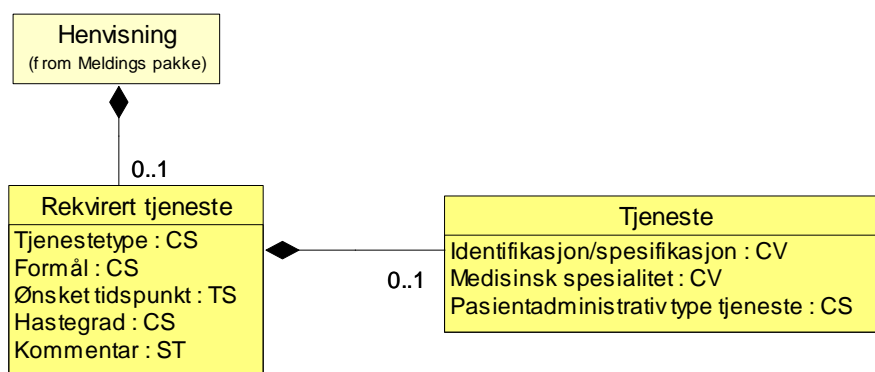 Henvisning
(from Meldings pakke)
0..1
Rekvirert tjeneste
Tjenestetype : CS
Formål : CS
Ønsket tidspunkt : TS
Hastegrad : CS
Kommentar : ST
0..1
Tjeneste
Identifikasjon/spesifikasjon : CV
Medisinsk spesialitet : CV
Pasientadministrativ type tjeneste : CS